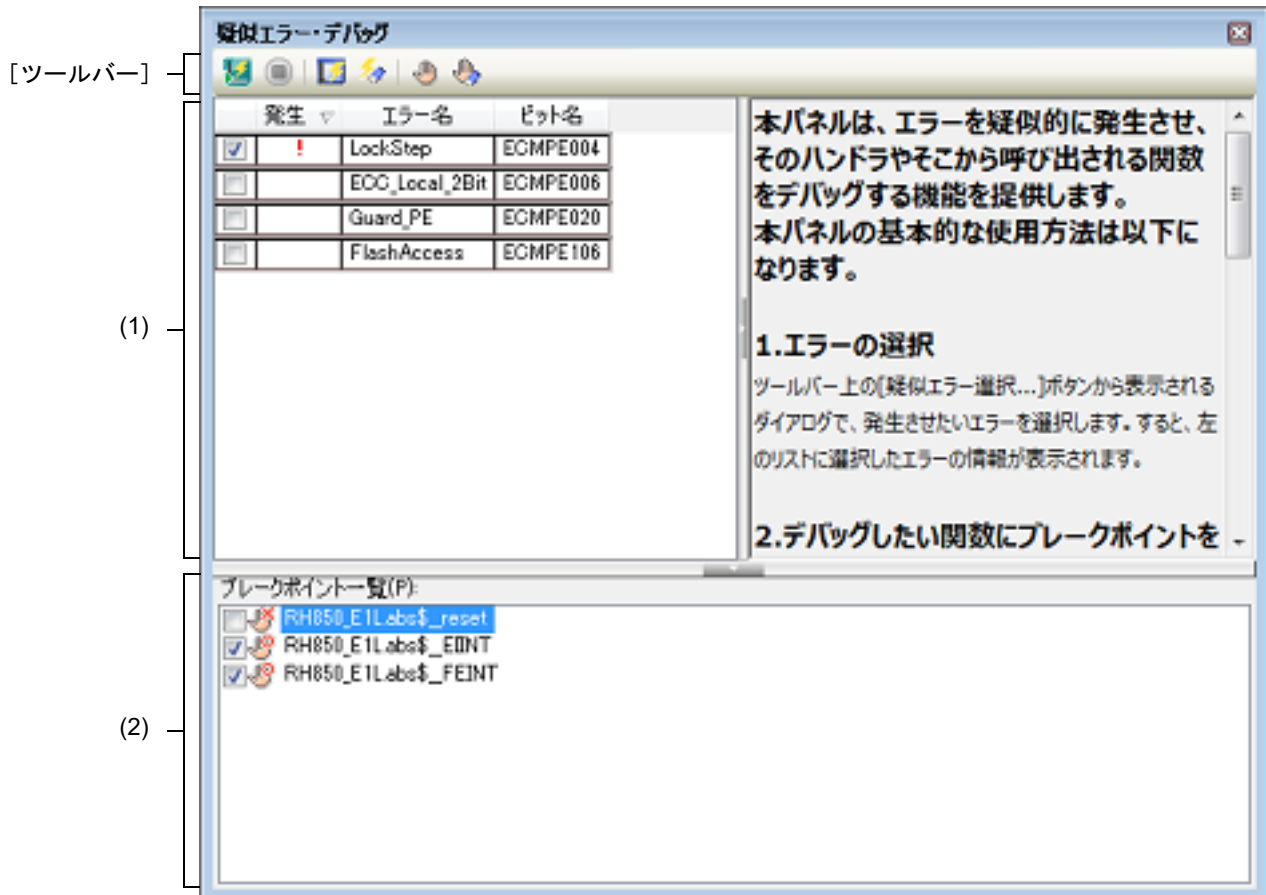 疑似エラー・デバッグ
［ツールバー］
(1)
発生 エラー名 ビット名
! LockStep ECMPE004
ECC_Local_2Bit ECMPE006
Guard_PE ECMPE020
FlashAccess ECMPE106
本パネルは、エラーを疑似的に発生させ、
そのハンドラやそこから呼び出される関数
をデバッグする機能を提供します。
本パネルの基本的な使用方法は以下に
なります。
1.エラーの選択
ツールバー上の[疑似エラー選択...]ボタンから表示される
ダイアログで、発生させたいエラーを選択します。すると、左
のリストに選択したエラーの情報が表示されます。
2.デバッグしたい関数にブレークポイントを
(2)
ブレークポイント一覧(P):
RH850_E1L.abs$_reset
RH850_E1L.abs$_EIINT
RH850_E1L.abs$_FEINT